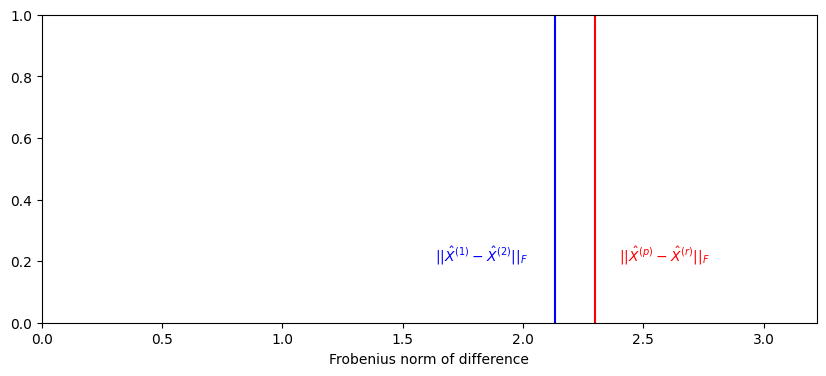 1.0
0.8
0.6
0.4
0.2
0.0
||X̂⁽¹⁾ − X̂⁽²⁾||_F
||X̂⁽ᵖ⁾ − X̂⁽ʳ⁾||_F
0.0 0.5 1.0 1.5 2.0 2.5 3.0
Frobenius norm of difference